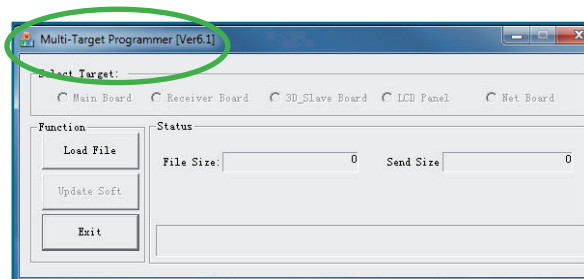 Multi-Target Programmer [Ver6.1]
Select Target:
Main Board Receiver Board 3D_Slave Board LCD Panel Net Board
Function
Status
Load File
File Size: 0 Send Size 0
Update Soft
Exit